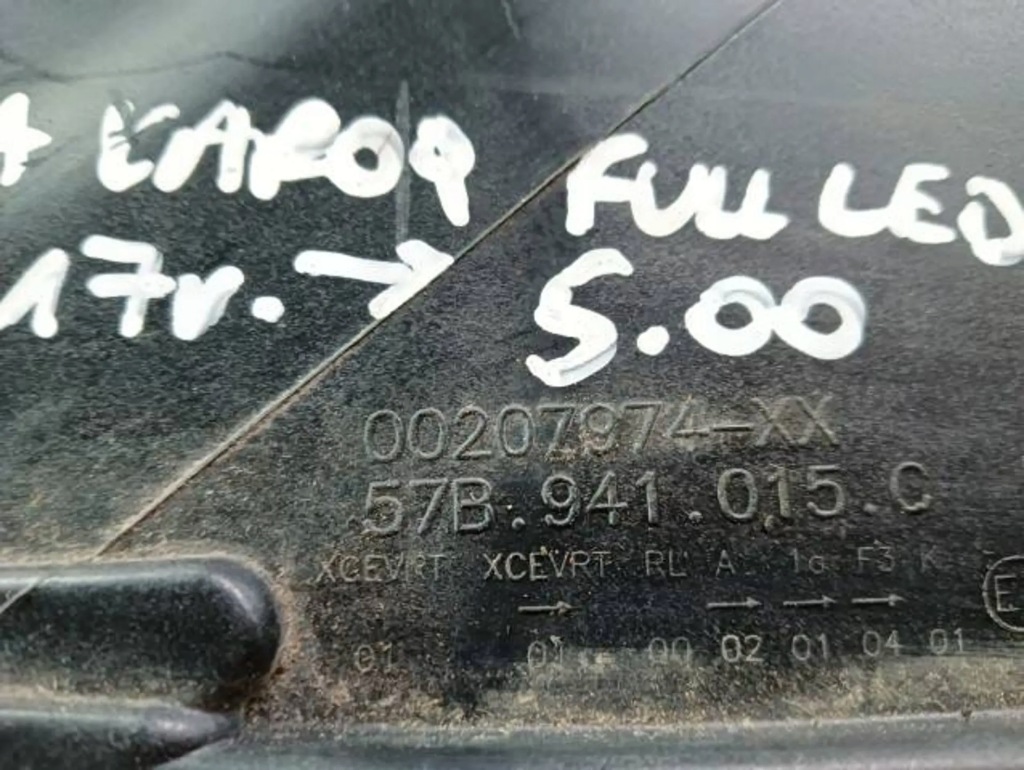 A KAROQ FULL LED
17r. → 5.00
00207974-XX
57B.941.015.C
XCEVRT XCEVRT RL A 1a F3 K E
01 01 00 02 01 04 01